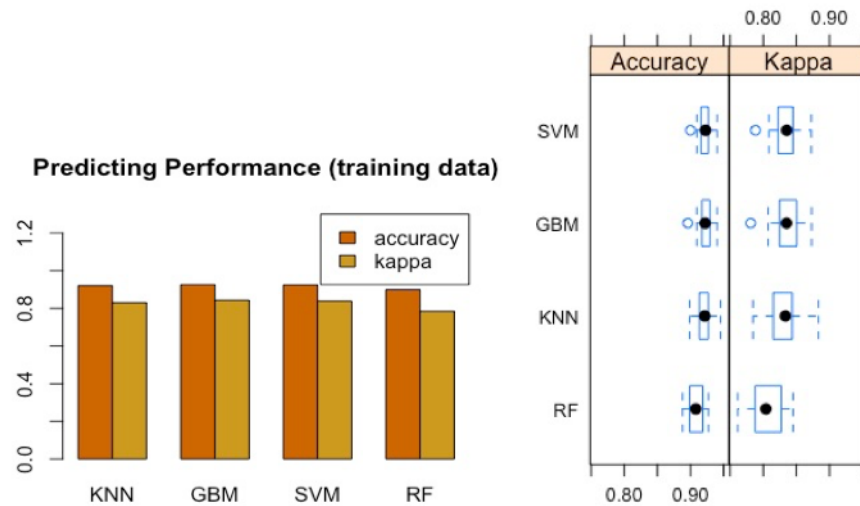 Predicting Performance (training data)
accuracy
kappa
1.2
0.8
0.4
0.0
KNN GBM SVM RF
0.80 0.90
Accuracy Kappa
SVM
GBM
KNN
RF
0.80 0.90